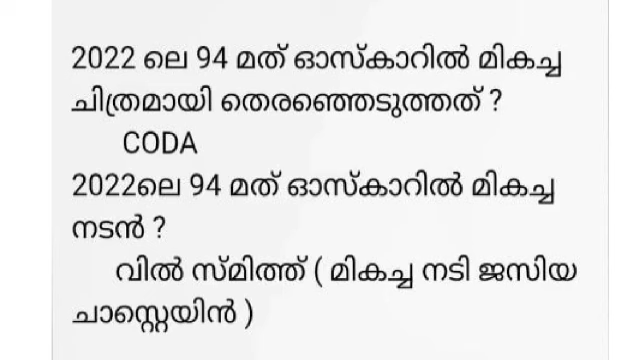 2022 ലെ 94 മത് ഓസ്കാറിൽ മികച്ച
ചിത്രമായി തെരഞ്ഞെടുത്തത് ?
CODA
2022ലെ 94 മത് ഓസ്കാറിൽ മികച്ച
നടൻ ?
വിൽ സ്മിത്ത് ( മികച്ച നടി ജസിയ
ചാസ്റ്റെയിൻ )